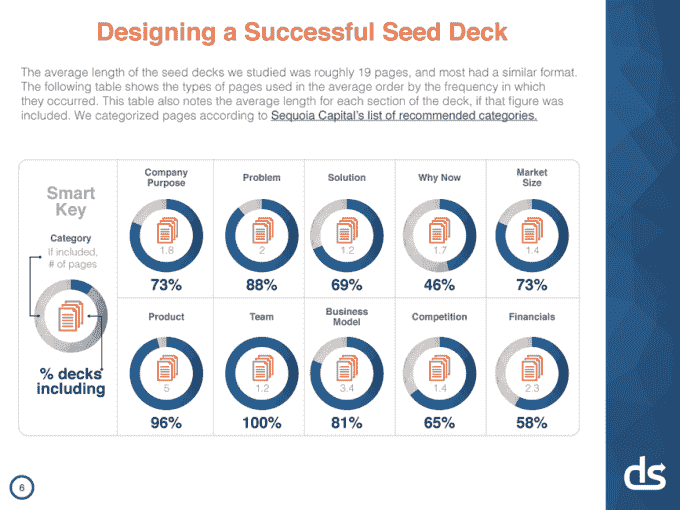 Designing a Successful Seed Deck
The average length of the seed decks we studied was roughly 19 pages, and most had a similar format.
The following table shows the types of pages used in the average order by the frequency in which
they occurred. This table also notes the average length for each section of the deck, if that figure was
included. We categorized pages according to Sequoia Capital's list of recommended categories.
Smart
Key
Category
If included,
# of pages
% decks
including
Company
Purpose
1.8
73%
Problem
2
88%
Solution
1.2
69%
Why Now
1.7
46%
Market
Size
1.4
73%
Product
5
96%
Team
1.2
100%
Business
Model
3.4
81%
Competition
1.4
65%
Financials
2.3
58%
6
ds